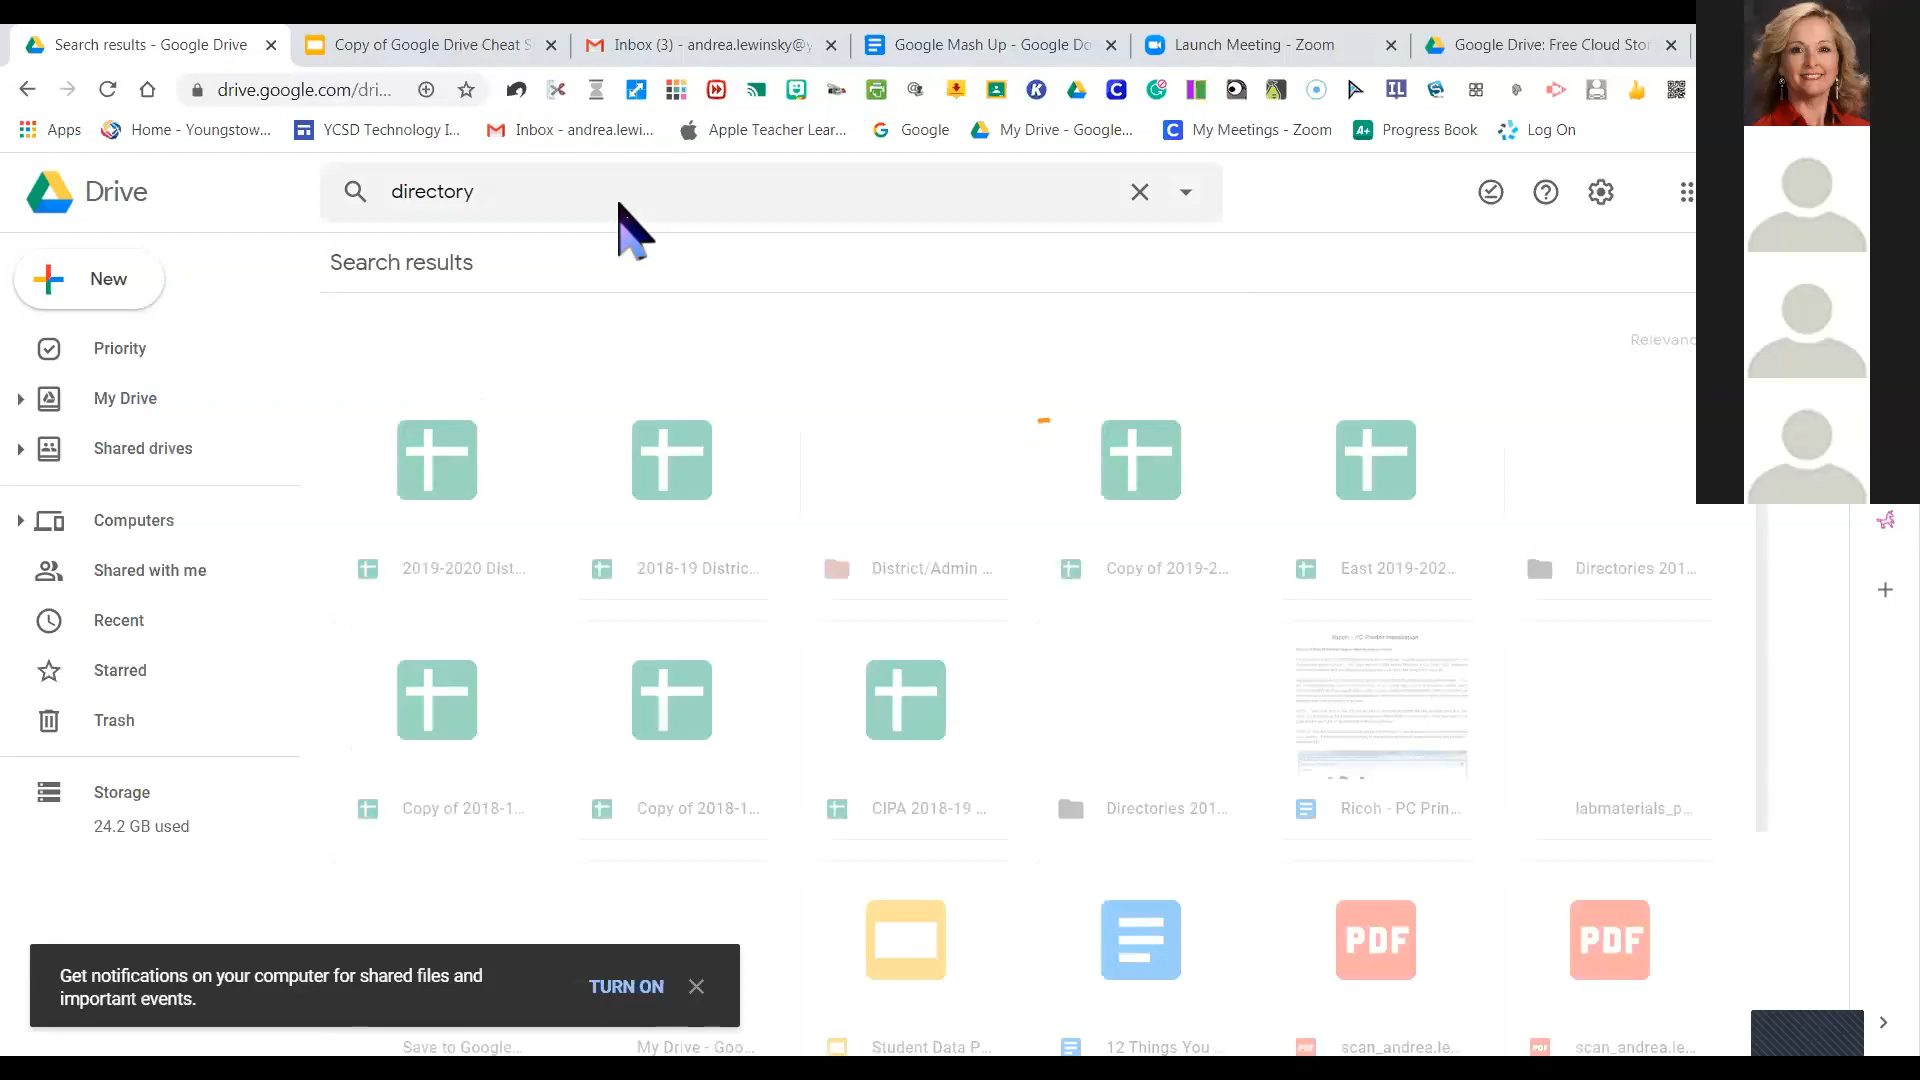 Search results - Google Drive
Copy of Google Drive Cheat S
Inbox (3) - andrea.lewinsky@y
Google Mash Up - Google Do
Launch Meeting - Zoom
Google Drive: Free Cloud Stor
drive.google.com/dri...
Apps
Home - Youngstow...
YCSD Technology I...
Inbox - andrea.lewi...
Apple Teacher Lear...
Google
My Drive - Google...
My Meetings - Zoom
Progress Book
Log On
Drive
directory
Search results
New
Relevanc
Priority
My Drive
Shared drives
Computers
Shared with me
Recent
Starred
Trash
Storage
24.2 GB used
2019-2020 Dist...
2018-19 Distric...
District/Admin ...
Copy of 2019-2...
East 2019-202...
Directories 201...
Ricoh - PC Printer Installation
Copy of 2018-1...
Copy of 2018-1...
CIPA 2018-19 ...
Directories 201...
Ricoh - PC Prin...
labmaterials_p...
PDF
PDF
Get notifications on your computer for shared files and
important events.
TURN ON
Save to Google...
My Drive - Goo...
Student Data P...
12 Things You
scan_andrea.le...
scan_andrea.le...